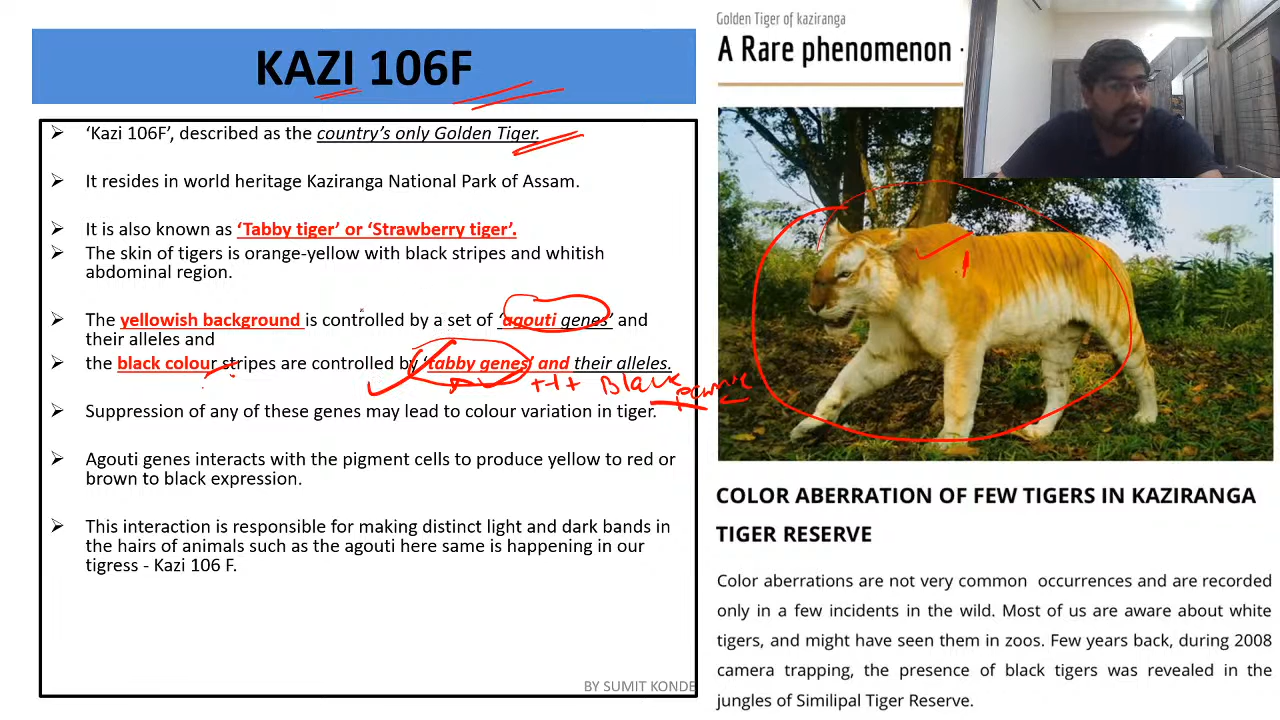 KAZI 106F
➢ ‘Kazi 106F’, described as the country’s only Golden Tiger.
➢ It resides in world heritage Kaziranga National Park of Assam.
➢ It is also known as ‘Tabby tiger’ or ‘Strawberry tiger’.
➢ The skin of tigers is orange-yellow with black stripes and whitish
abdominal region.
➢ The yellowish background is controlled by a set of ‘agouti genes’ and
their alleles and
➢ the black colour stripes are controlled by ‘tabby genes’ and their alleles.
+++ Black
➢ Suppression of any of these genes may lead to colour variation in tiger.
➢ Agouti genes interacts with the pigment cells to produce yellow to red or
brown to black expression.
➢ This interaction is responsible for making distinct light and dark bands in
the hairs of animals such as the agouti here same is happening in our
tigress - Kazi 106 F.
BY SUMIT KONDE
Golden Tiger of kaziranga
A Rare phenomenon -
COLOR ABERRATION OF FEW TIGERS IN KAZIRANGA
TIGER RESERVE
Color aberrations are not very common occurrences and are recorded
only in a few incidents in the wild. Most of us are aware about white
tigers, and might have seen them in zoos. Few years back, during 2008
camera trapping, the presence of black tigers was revealed in the
jungles of Similipal Tiger Reserve.